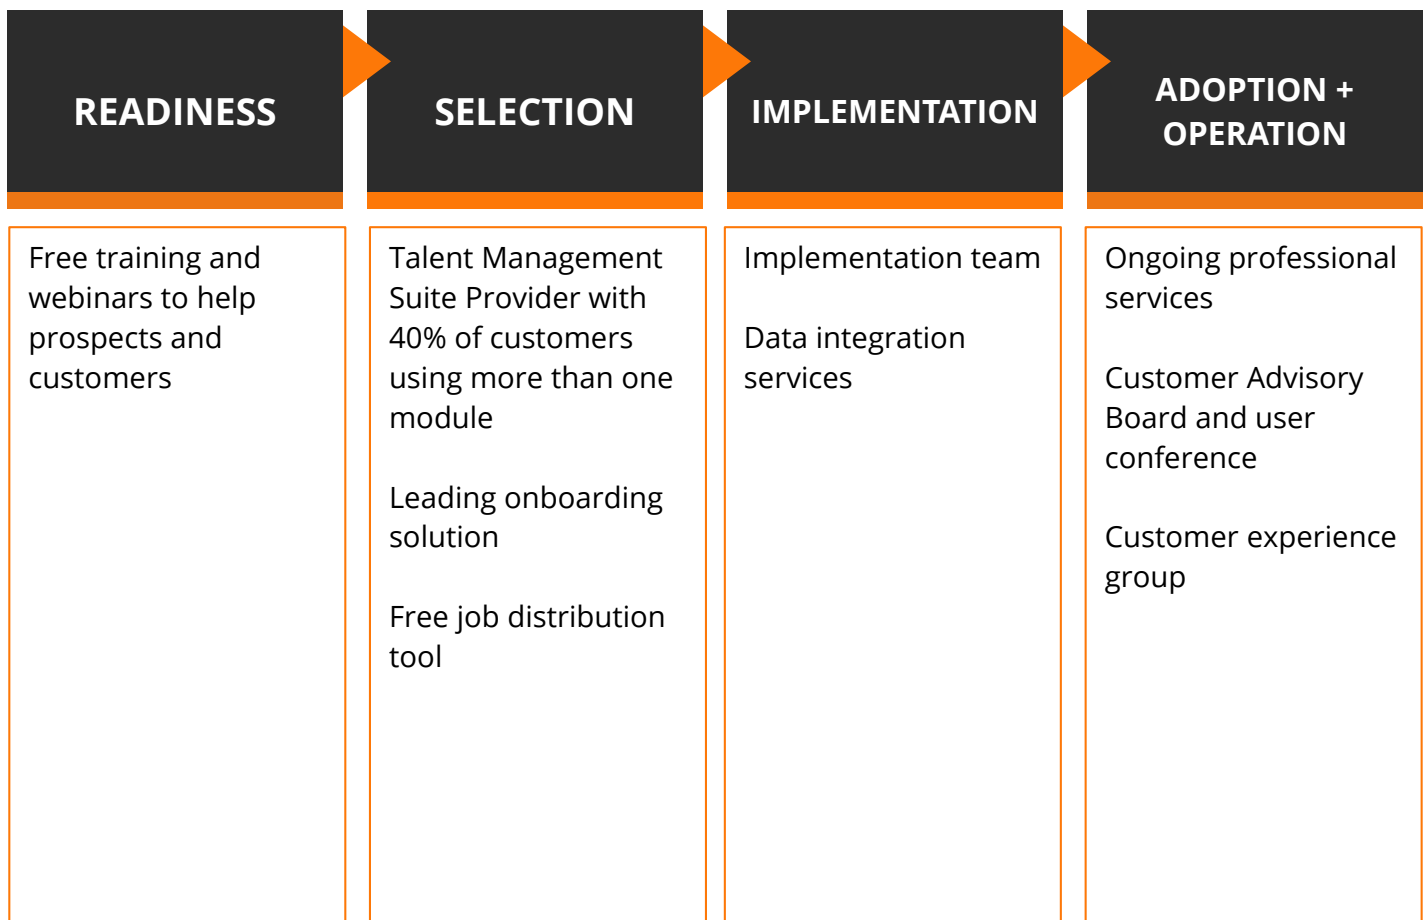 READINESS
SELECTION
IMPLEMENTATION
ADOPTION +
OPERATION
Free training and
webinars to help
prospects and
customers
Talent Management
Suite Provider with
40% of customers
using more than one
module
Leading onboarding
solution
Free job distribution
tool
Implementation team
Data integration
services
Ongoing professional
services
Customer Advisory
Board and user
conference
Customer experience
group